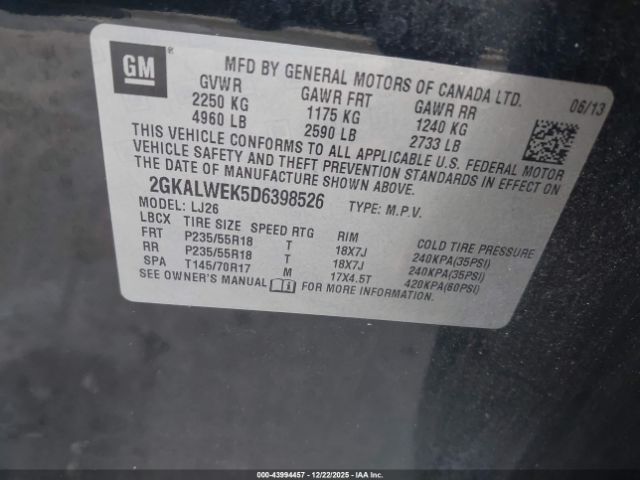 GM ®
MFD BY GENERAL MOTORS OF CANADA LTD.
06/13
GVWR GAWR FRT GAWR RR
2250 KG 1175 KG 1240 KG
4960 LB 2590 LB 2733 LB
THIS VEHICLE CONFORMS TO ALL APPLICABLE U.S. FEDERAL MOTOR
VEHICLE SAFETY AND THEFT PREVENTION STANDARDS IN EFFECT ON
THE DATE OF MANUFACTURE SHOWN ABOVE.
2GKALWEK5D6398526 TYPE: M.P.V.
MODEL: LJ26
LBCX TIRE SIZE SPEED RTG RIM COLD TIRE PRESSURE
FRT P235/55R18 T 18X7J 240KPA(35PSI)
RR P235/55R18 T 18X7J 240KPA(35PSI)
SPA T145/70R17 M 17X4.5T 420KPA(60PSI)
SEE OWNER'S MANUAL i FOR MORE INFORMATION.
000-43994457 - 12/22/2025 - IAAI.COM